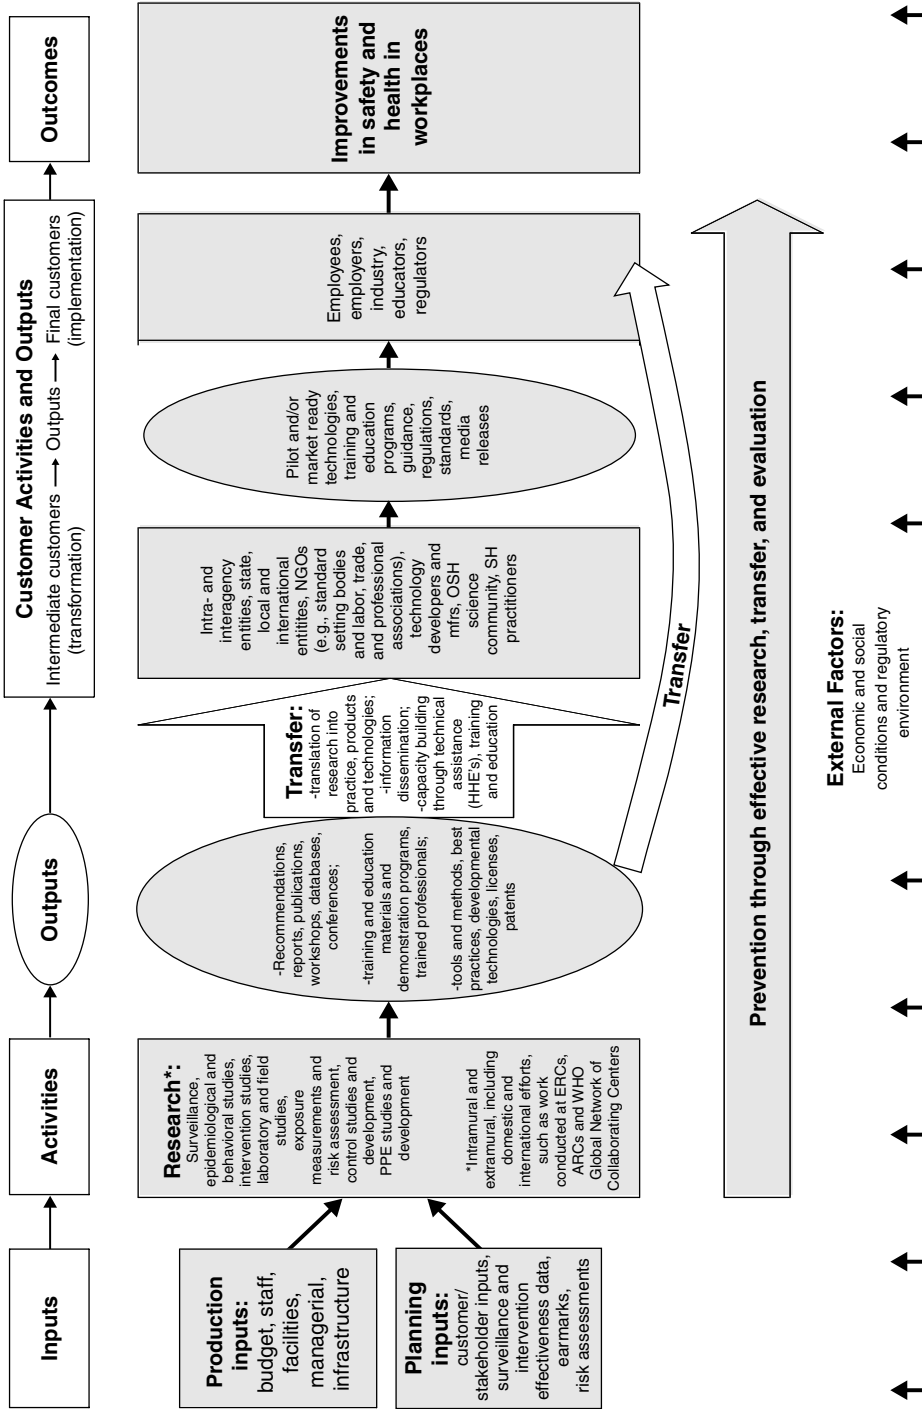 Inputs
Activities
Outputs
Customer Activities and Outputs
Intermediate customers
(transformation)
Outputs
Final customers
(implementation)
Outcomes
Production
inputs:
budget, staff,
facilities,
managerial,
infrastructure
Planning
inputs:
customer/
stakeholder inputs,
surveillance and
intervention
effectiveness data,
earmarks,
risk assessments
Research*:
Surveillance,
epidemiological and
behavioral studies,
intervention studies,
laboratory and field
studies,
exposure
measurements and
risk assessment,
control studies and
development,
PPE studies and
development
*Intramural and
extramural, including
domestic and
international efforts,
such as work
conducted at ERCs,
ARCs and WHO
Global Network of
Collaborating Centers
-Recommendations,
reports, publications,
workshops, databases,
conferences;
-training and education
materials and
demonstration programs,
trained professionals;
-tools and methods, best
practices, developmental
technologies, licenses,
patents
Transfer:
-translation of
research into
practice, products
and technologies;
-information
dissemination;
-capacity building
through technical
assistance
(HHE's), training
and education
Intra- and
interagency
entities, state,
local and
international
entitites, NGOs
(e.g., standard
setting bodies
and labor, trade,
and professional
associations),
technology
developers and
mfrs, OSH
science
community, SH
practitioners
Pilot and/or
market ready
technologies,
training and
education
programs,
guidance,
regulations,
standards,
media
releases
Employees,
employers,
industry,
educators,
regulators
Improvements
in safety and
health in
workplaces
Transfer
Prevention through effective research, transfer, and evaluation
External Factors:
Economic and social
conditions and regulatory
environment